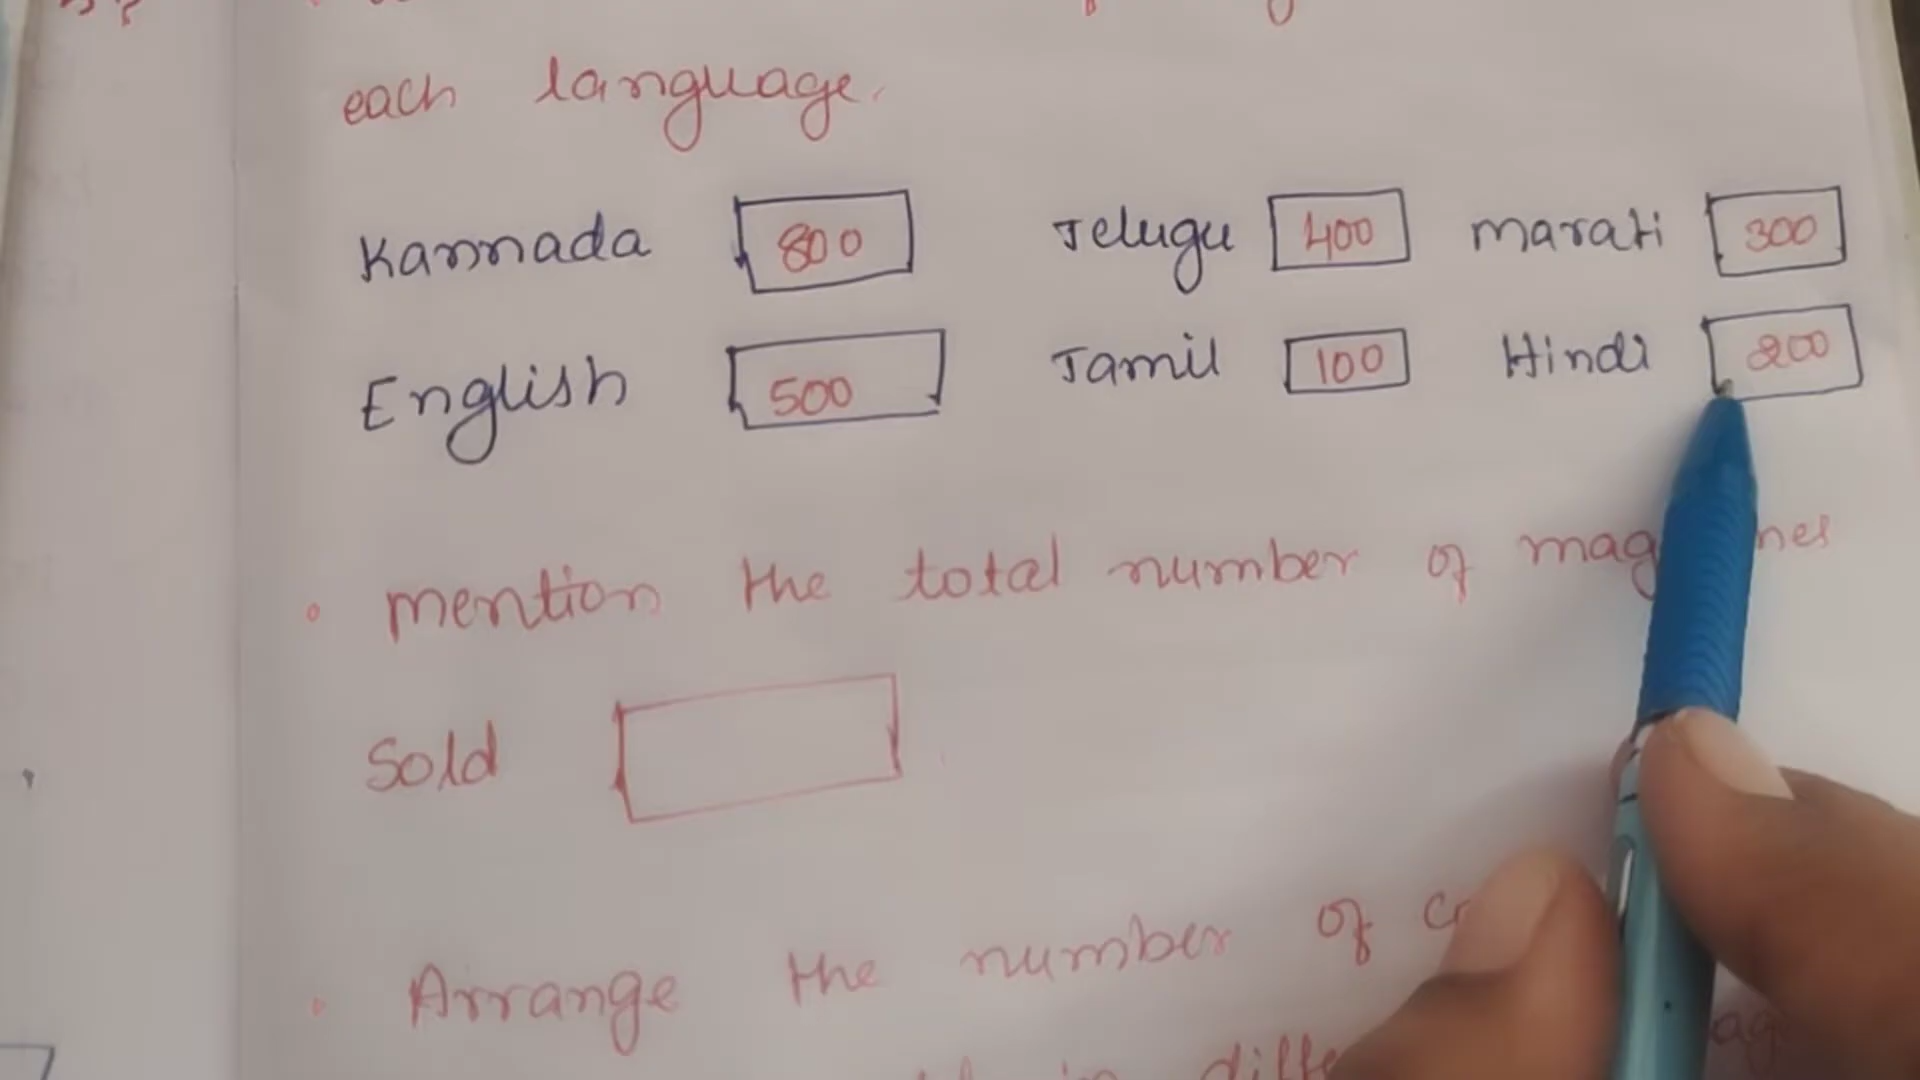 each language.
Kannada 800 Telugu 400 marati 300
English 500 Tamil 100 Hindi 200
• mention the total number of
Sold
• Arrange the number of